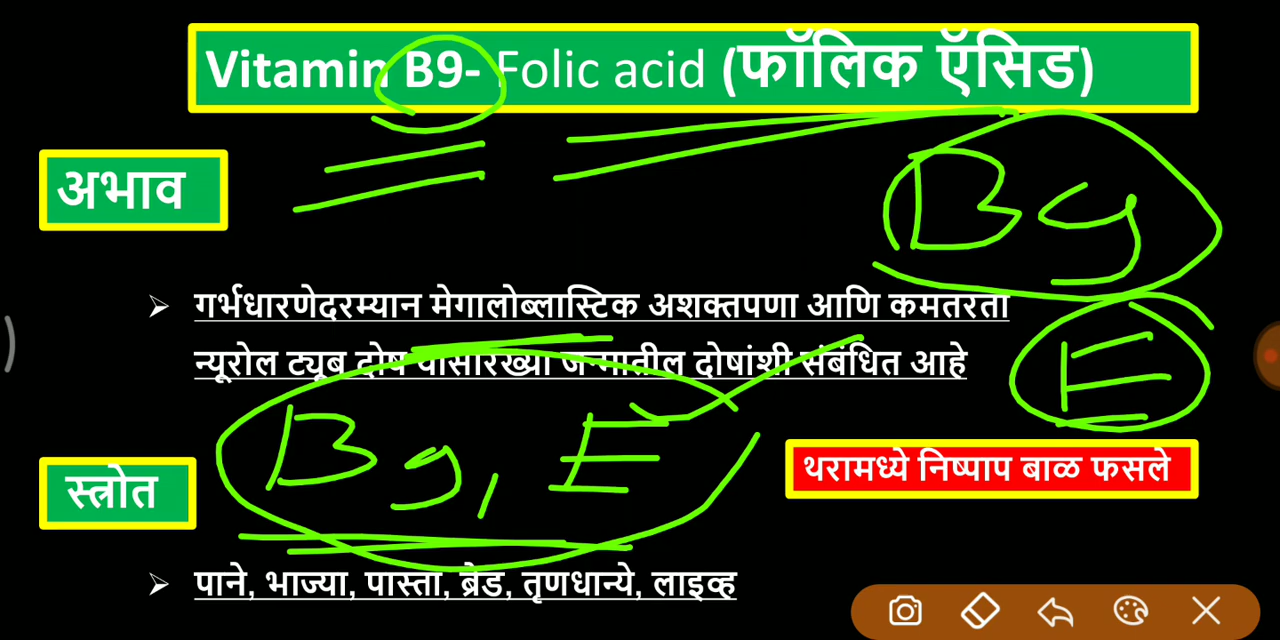 Vitamin B9- Folic acid (फॉलिक ऍसिड)
B9
अभाव
गर्भधारणेदरम्यान मेगालोब्लास्टिक अशक्तपणा आणि कमतरता
न्यूरोल ट्यूब दोष यासारख्या जन्मातील दोषांशी संबंधित आहे
E
B9, E
थरामध्ये निष्पाप बाळ फसले
स्त्रोत
पाने, भाज्या, पास्ता, ब्रेड, तृणधान्ये, लाइव्ह